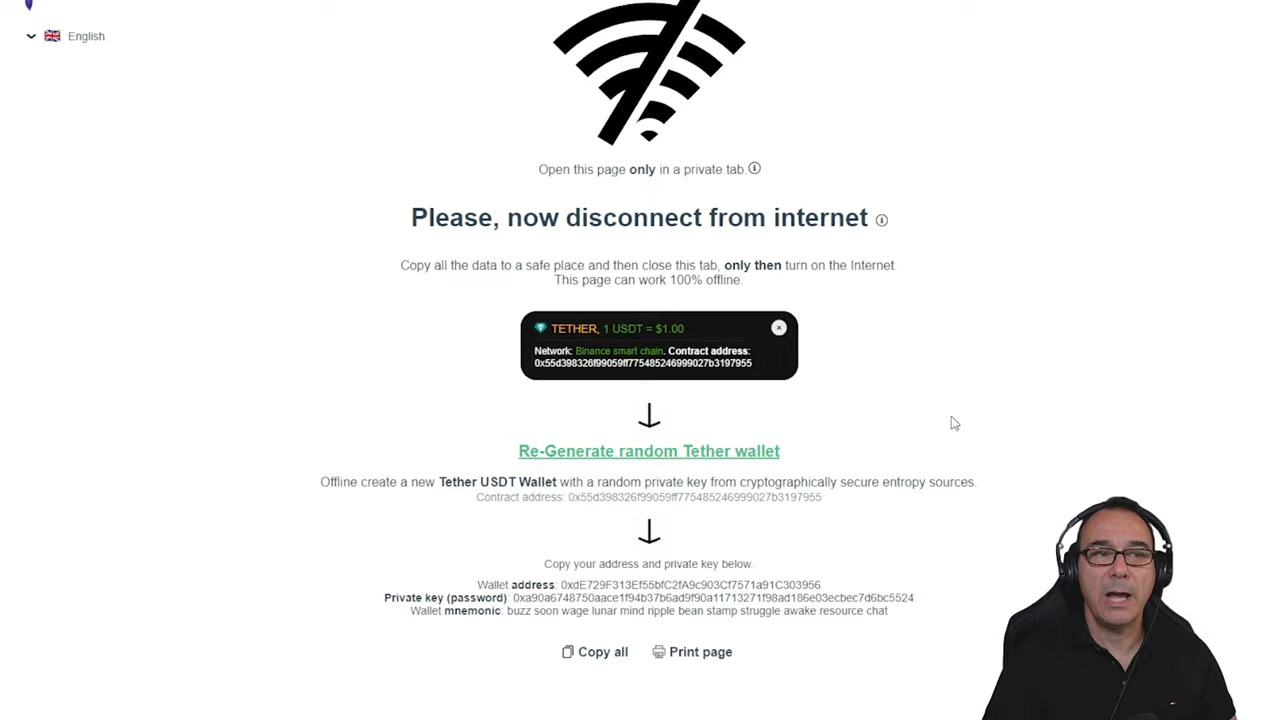 English
Open this page only in a private tab.
Please, now disconnect from internet
Copy all the data to a safe place and then close this tab, only then turn on the Internet
This page can work 100% offline.
TETHER, 1 USDT = $1.00
Network: Binance smart chain. Contract address:
0x55d398326f99059ff775485246999027b3197955
Re-Generate random Tether wallet
Offline create a new Tether USDT Wallet with a random private key from cryptographically secure entropy sources.
Contract address: 0x55d398326f99059ff775485246999027b3197955
Copy your address and private key below.
Wallet address: 0xdE729F313Ef55bfC2fA9c903Cf7571a91C303956
Private key (password): 0xa90a6748750aace1f94b37b6ad9f90a11713271f98ad186e03ecbec7d6bc5524
Wallet mnemonic: buzz soon wage lunar mind ripple bean stamp struggle awake resource chat
Copy all
Print page